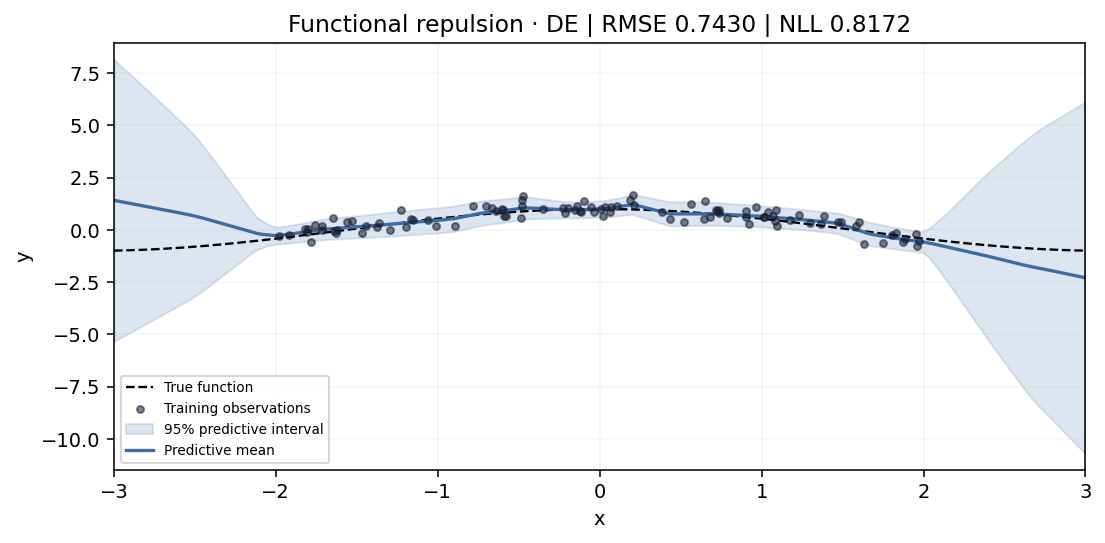 Functional repulsion · DE | RMSE 0.7430 | NLL 0.8172
y
7.5
5.0
2.5
0.0
−2.5
−5.0
−7.5
−10.0
True function
Training observations
95% predictive interval
Predictive mean
−3
−2
−1
0
1
2
3
x